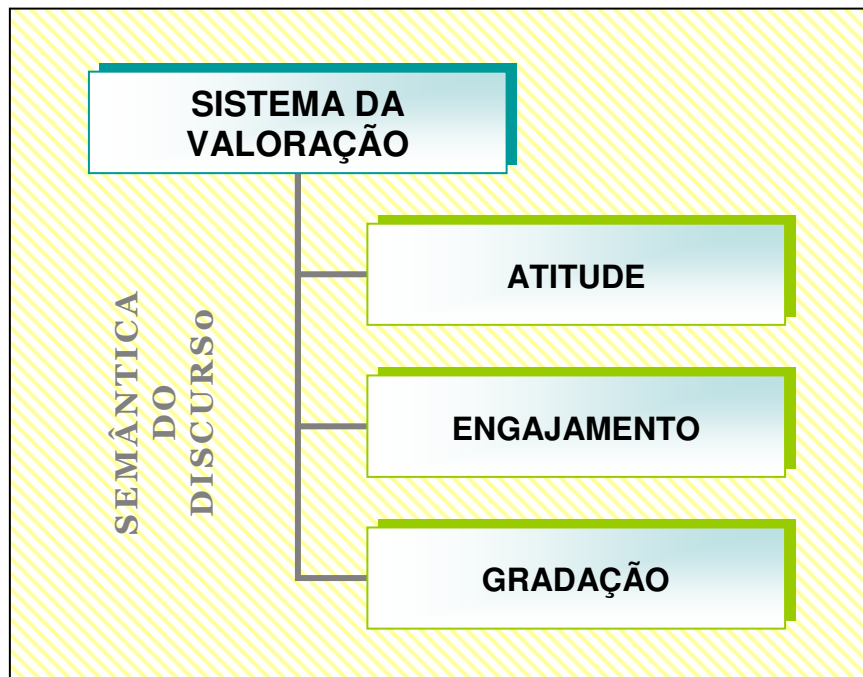 SISTEMA DA
VALORAÇÃO
ATITUDE
ENGAJAMENTO
GRADAÇÃO
SEMÂNTICA
DO
DISCURSo